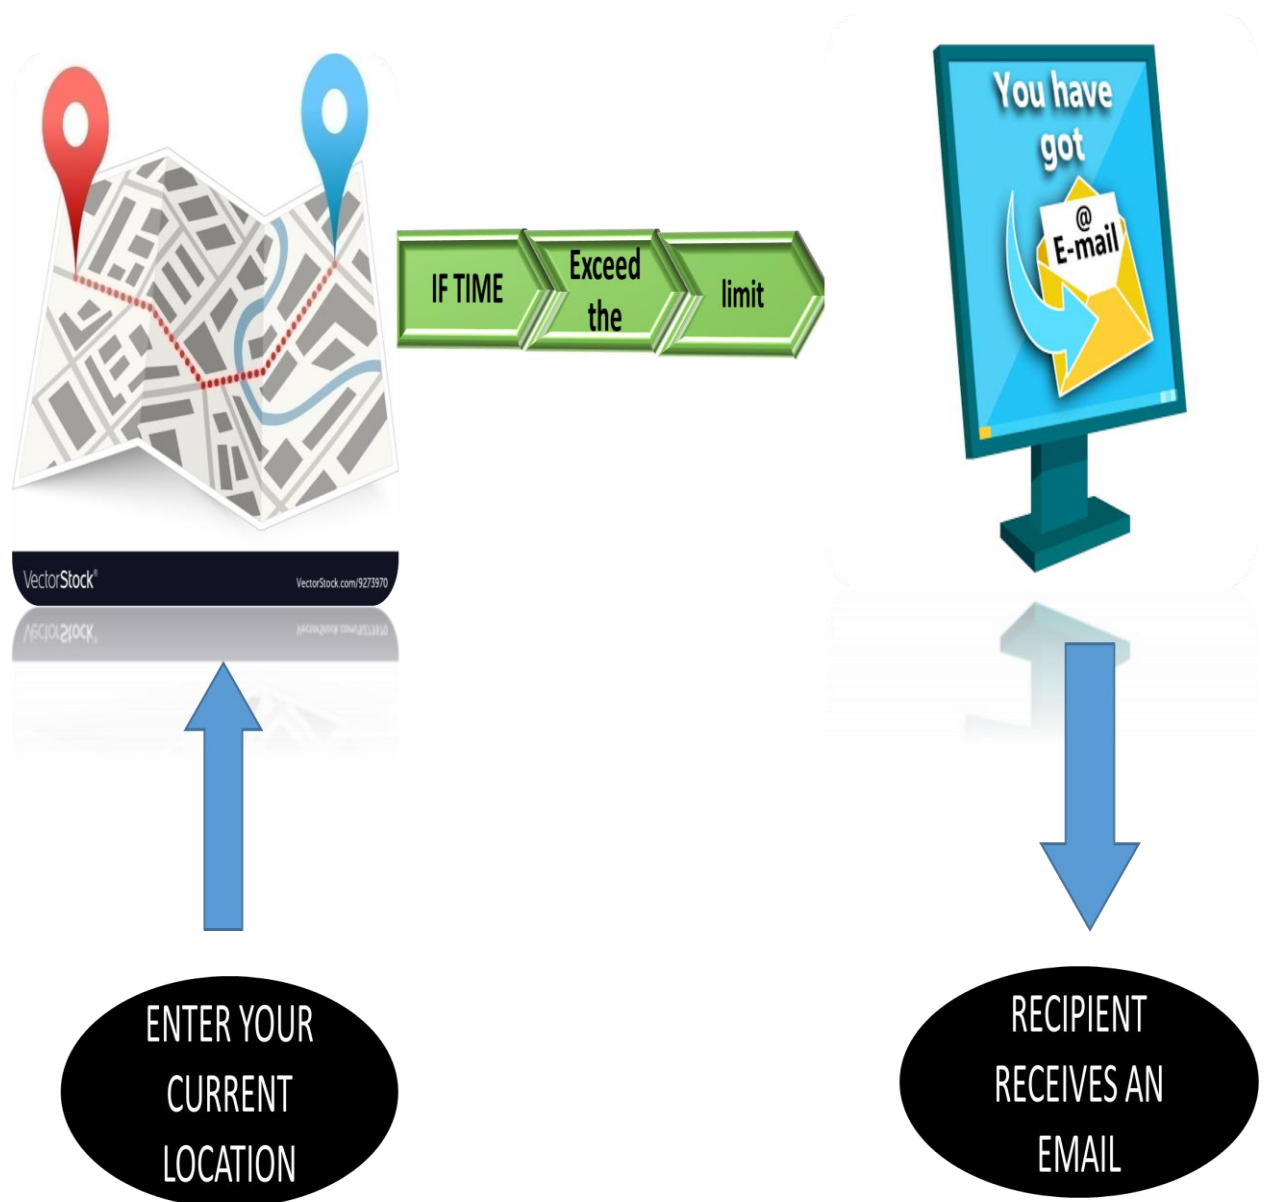 You have
got
@
E-mail
IF TIME
Exceed
the
limit
VectorStock®
VectorStock.com/9273970
ENTER YOUR
CURRENT
LOCATION
RECIPIENT
RECEIVES AN
EMAIL